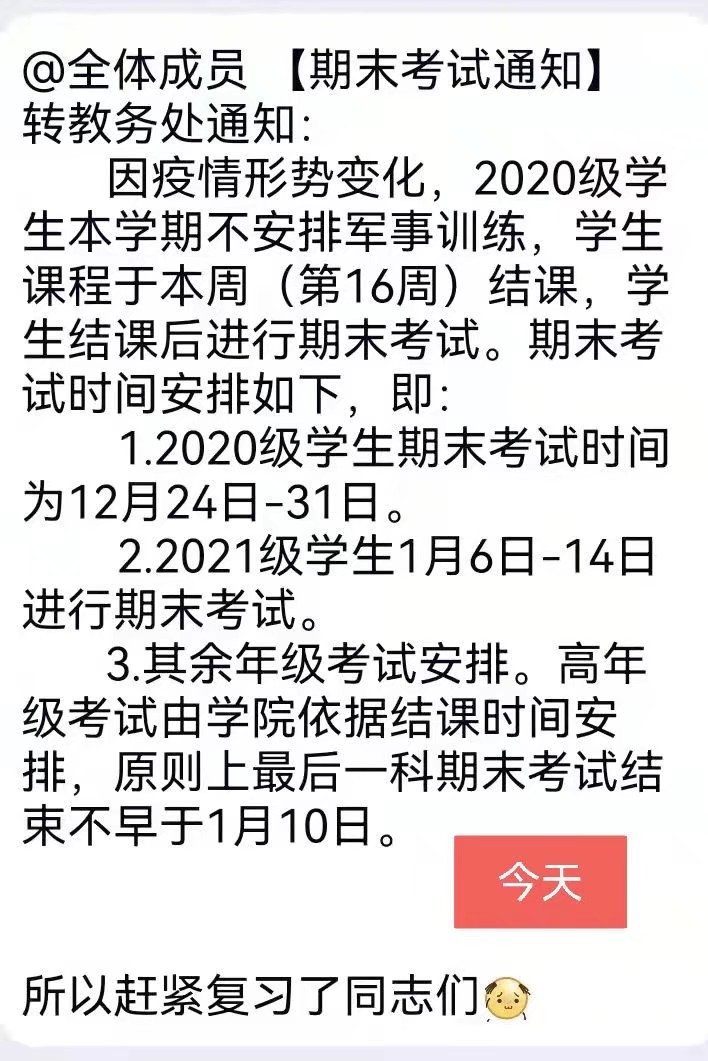 @全体成员 【期末考试通知】
转教务处通知：
因疫情形势变化，2020级学
生本学期不安排军事训练，学生
课程于本周（第16周）结课，学
生结课后进行期末考试。期末考
试时间安排如下，即：
1.2020级学生期末考试时间
为12月24日-31日。
2.2021级学生1月6日-14日
进行期末考试。
3.其余年级考试安排。高年
级考试由学院依据结课时间安
排，原则上最后一科期末考试结
束不早于1月10日。
今天
所以赶紧复习了同志们